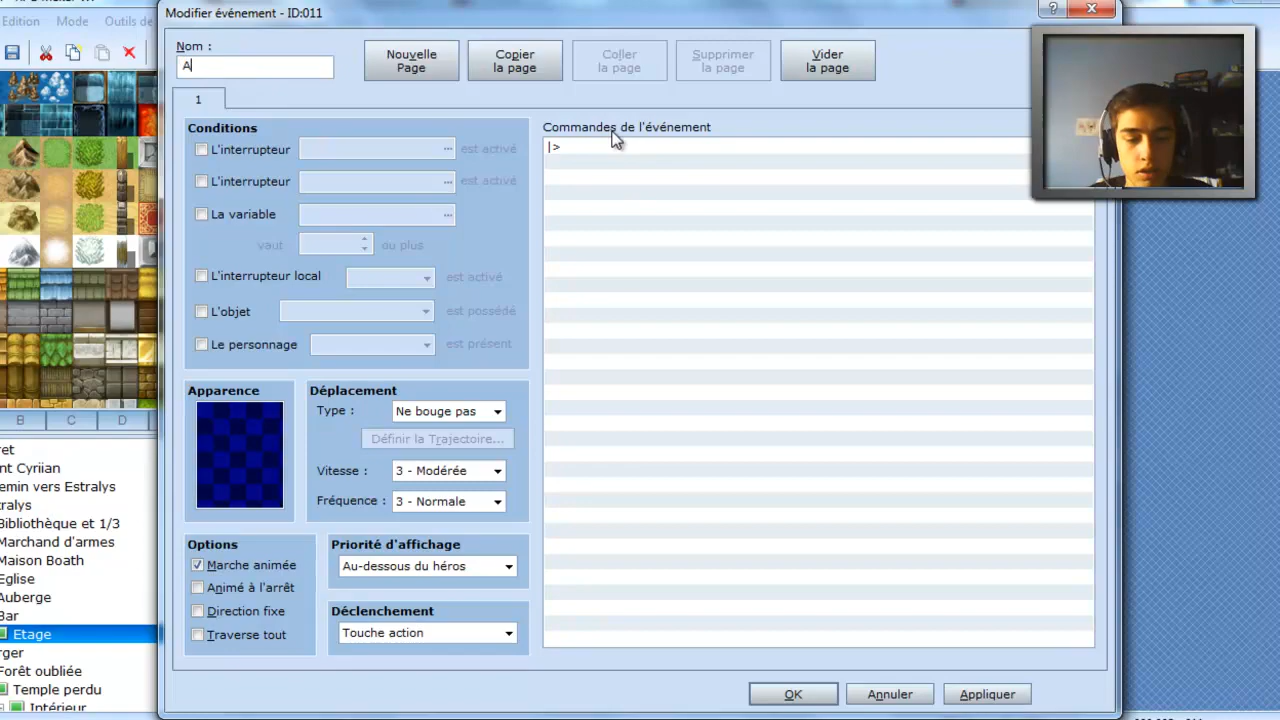 Modifier événement - ID:011
?
Edition Mode Outils de
Nom :
A
Nouvelle
Page
Copier
la page
Coller
la page
Supprimer
la page
Vider
la page
1
Conditions
L'interrupteur ... est activé
L'interrupteur ... est activé
La variable ...
vaut ou plus
L'interrupteur local est activé
L'objet est possédé
Le personnage est présent
Commandes de l'événement
|>
Apparence
Déplacement
Type : Ne bouge pas
Définir la Trajectoire...
Vitesse : 3 - Modérée
Fréquence : 3 - Normale
Options
Marche animée
Animé à l'arrêt
Direction fixe
Traverse tout
Priorité d'affichage
Au-dessous du héros
Déclenchement
Touche action
OK
Annuler
Appliquer
B C D
ret
nt Cyriian
emin vers Estralys
tralys
Bibliothèque et 1/3
Marchand d'armes
Maison Boath
Eglise
Auberge
Bar
Etage
rger
Forêt oubliée
Temple perdu
Intérieur